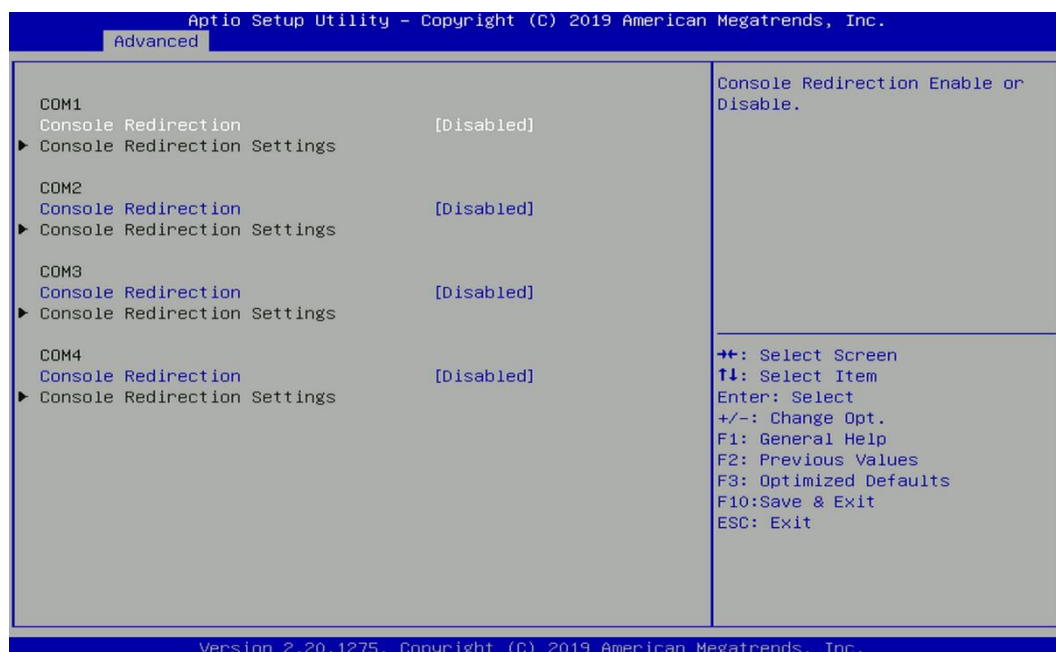 Aptio Setup Utility – Copyright (C) 2019 American Megatrends, Inc.
Advanced
COM1
Console Redirection [Disabled]
▶ Console Redirection Settings
COM2
Console Redirection [Disabled]
▶ Console Redirection Settings
COM3
Console Redirection [Disabled]
▶ Console Redirection Settings
COM4
Console Redirection [Disabled]
▶ Console Redirection Settings
Console Redirection Enable or
Disable.
→←: Select Screen
↑↓: Select Item
Enter: Select
+/-: Change Opt.
F1: General Help
F2: Previous Values
F3: Optimized Defaults
F10:Save & Exit
ESC: Exit
Version 2.20.1275. Copyright (C) 2019 American Megatrends, Inc.